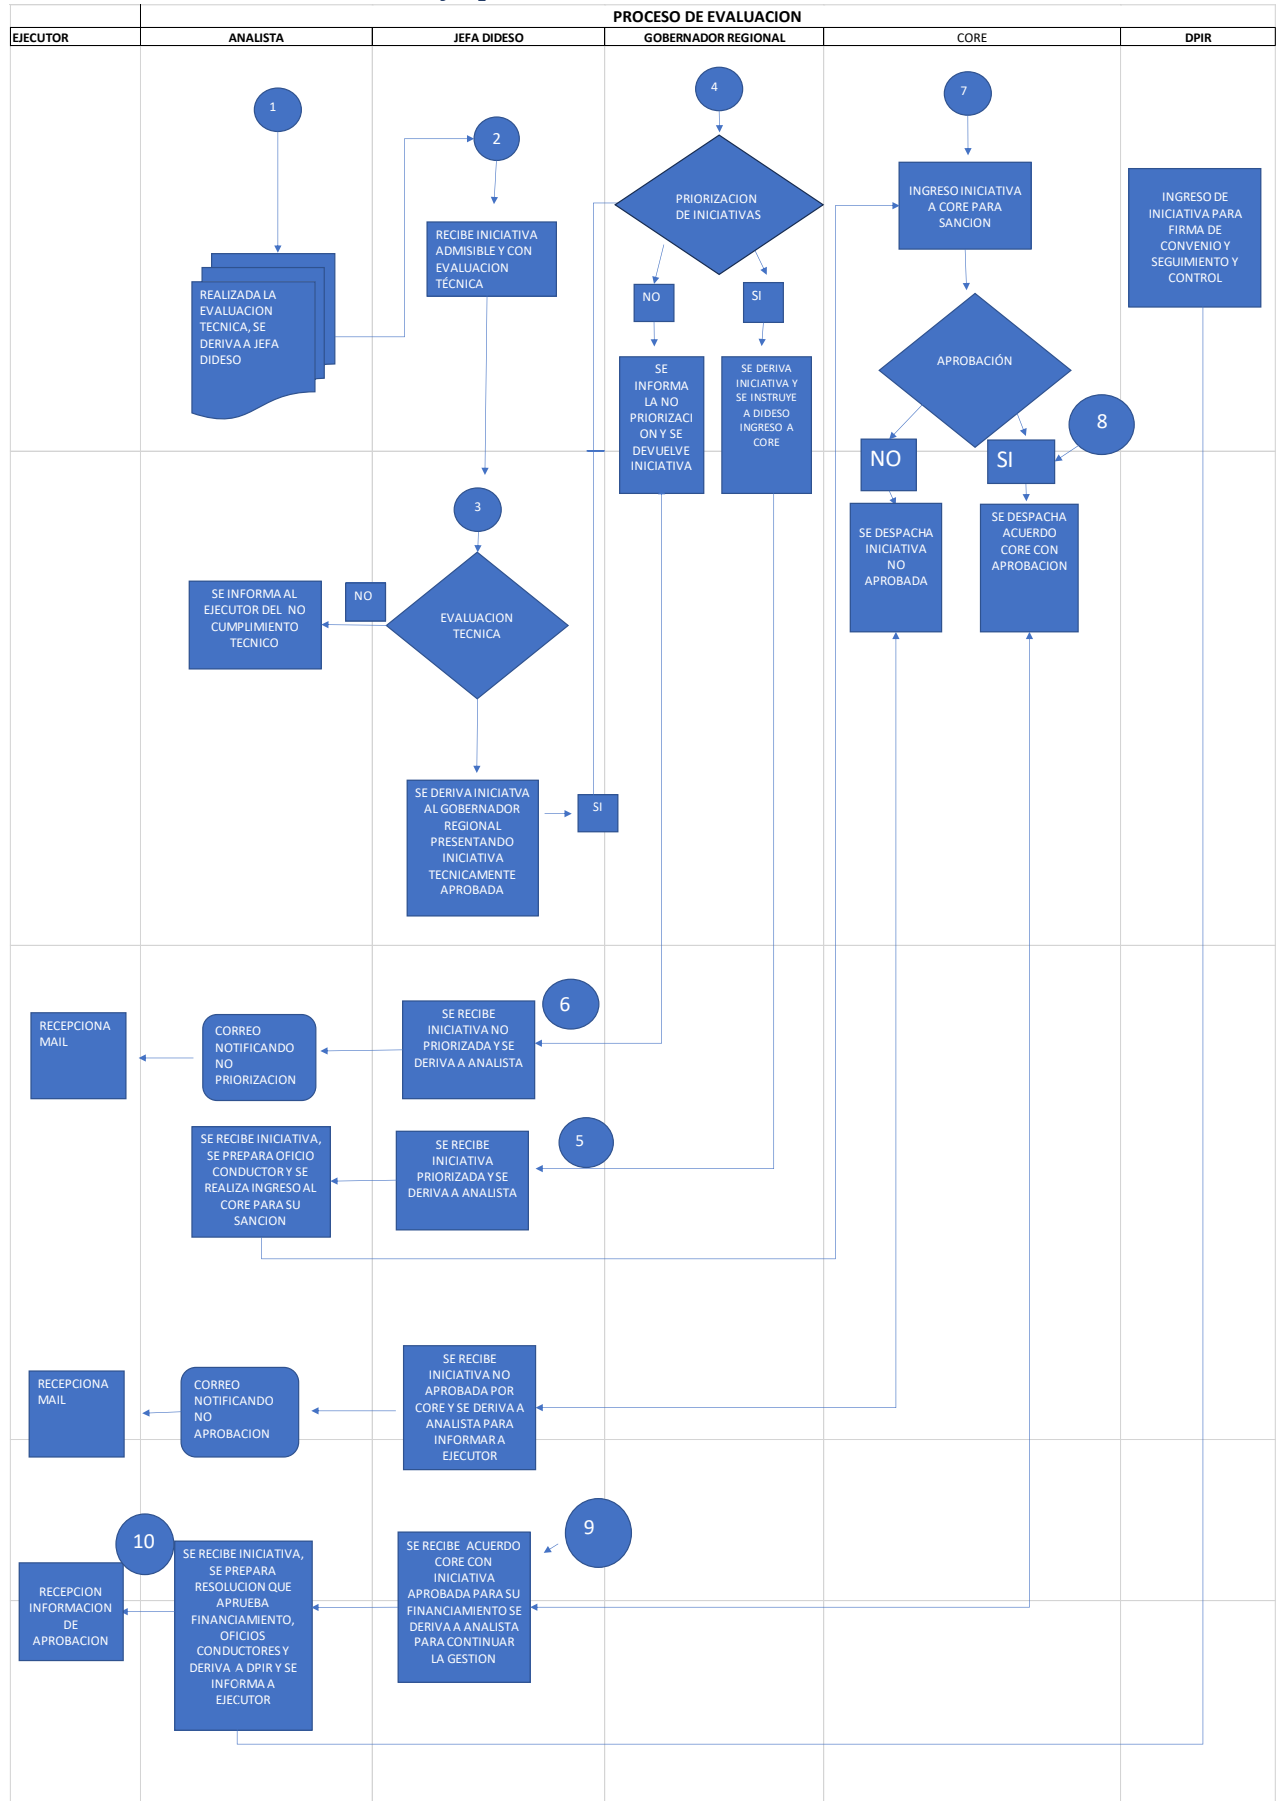 PROCESO DE EVALUACION
EJECUTOR
ANALISTA
JEFA DIDESO
GOBERNADOR REGIONAL
CORE
DPIR
1
2
4
7
PRIORIZACION
DE INICIATIVAS
INGRESO INICIATIVA
A CORE PARA
SANCION
INGRESO DE
INICIATIVA PARA
FIRMA DE
CONVENIO Y
SEGUIMIENTO Y
CONTROL
RECIBE INICIATIVA
ADMISIBLE Y CON
EVALUACION
TÉCNICA
REALIZADA LA
EVALUACION
TECNICA, SE
DERIVA A JEFA
DIDESO
NO
SI
APROBACIÓN
SE
INFORMA
LA NO
PRIORIZACI
ON Y SE
DEVUELVE
INICIATIVA
SE DERIVA
INICIATIVA Y
SE INSTRUYE
A DIDESO
INGRESO A
CORE
8
NO
SI
3
SE DESPACHA
INICIATIVA
NO
APROBADA
SE DESPACHA
ACUERDO
CORE CON
APROBACION
SE INFORMA AL
EJECUTOR DEL  NO
CUMPLIMIENTO
TECNICO
NO
EVALUACION
TECNICA
SE DERIVA INICIATVA
AL GOBERNADOR
REGIONAL
PRESENTANDO
INICIATIVA
TECNICAMENTE
APROBADA
SI
6
RECEPCIONA
MAIL
CORREO
NOTIFICANDO
NO
PRIORIZACION
SE RECIBE
INICIATIVA NO
PRIORIZADA Y SE
DERIVA A ANALISTA
5
SE RECIBE INICIATIVA,
SE PREPARA OFICIO
CONDUCTOR Y SE
REALIZA INGRESO AL
CORE PARA SU
SANCION
SE RECIBE
INICIATIVA
PRIORIZADA Y SE
DERIVA A ANALISTA
RECEPCIONA
MAIL
CORREO
NOTIFICANDO
NO
APROBACION
SE RECIBE
INICIATIVA NO
APROBADA POR
CORE Y SE DERIVA A
ANALISTA PARA
INFORMAR A
EJECUTOR
9
10
RECEPCION
INFORMACION
DE
APROBACION
SE RECIBE INICIATIVA,
SE PREPARA
RESOLUCION QUE
APRUEBA
FINANCIAMIENTO,
OFICIOS
CONDUCTORES Y
DERIVA  A DPIR Y SE
INFORMA A
EJECUTOR
SE RECIBE  ACUERDO
CORE CON
INICIATIVA
APROBADA PARA SU
FINANCIAMIENTO SE
DERIVA A ANALISTA
PARA CONTINUAR
LA GESTION